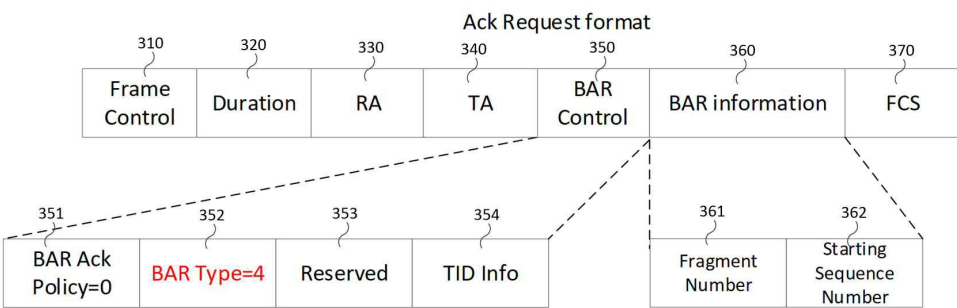 Ack Request format
310 320 330 340 350 360 370
Frame Control
Duration
RA
TA
BAR Control
BAR information
FCS
351 352 353 354 361 362
BAR Ack Policy=0
BAR Type=4
Reserved
TID Info
Fragment Number
Starting Sequence Number